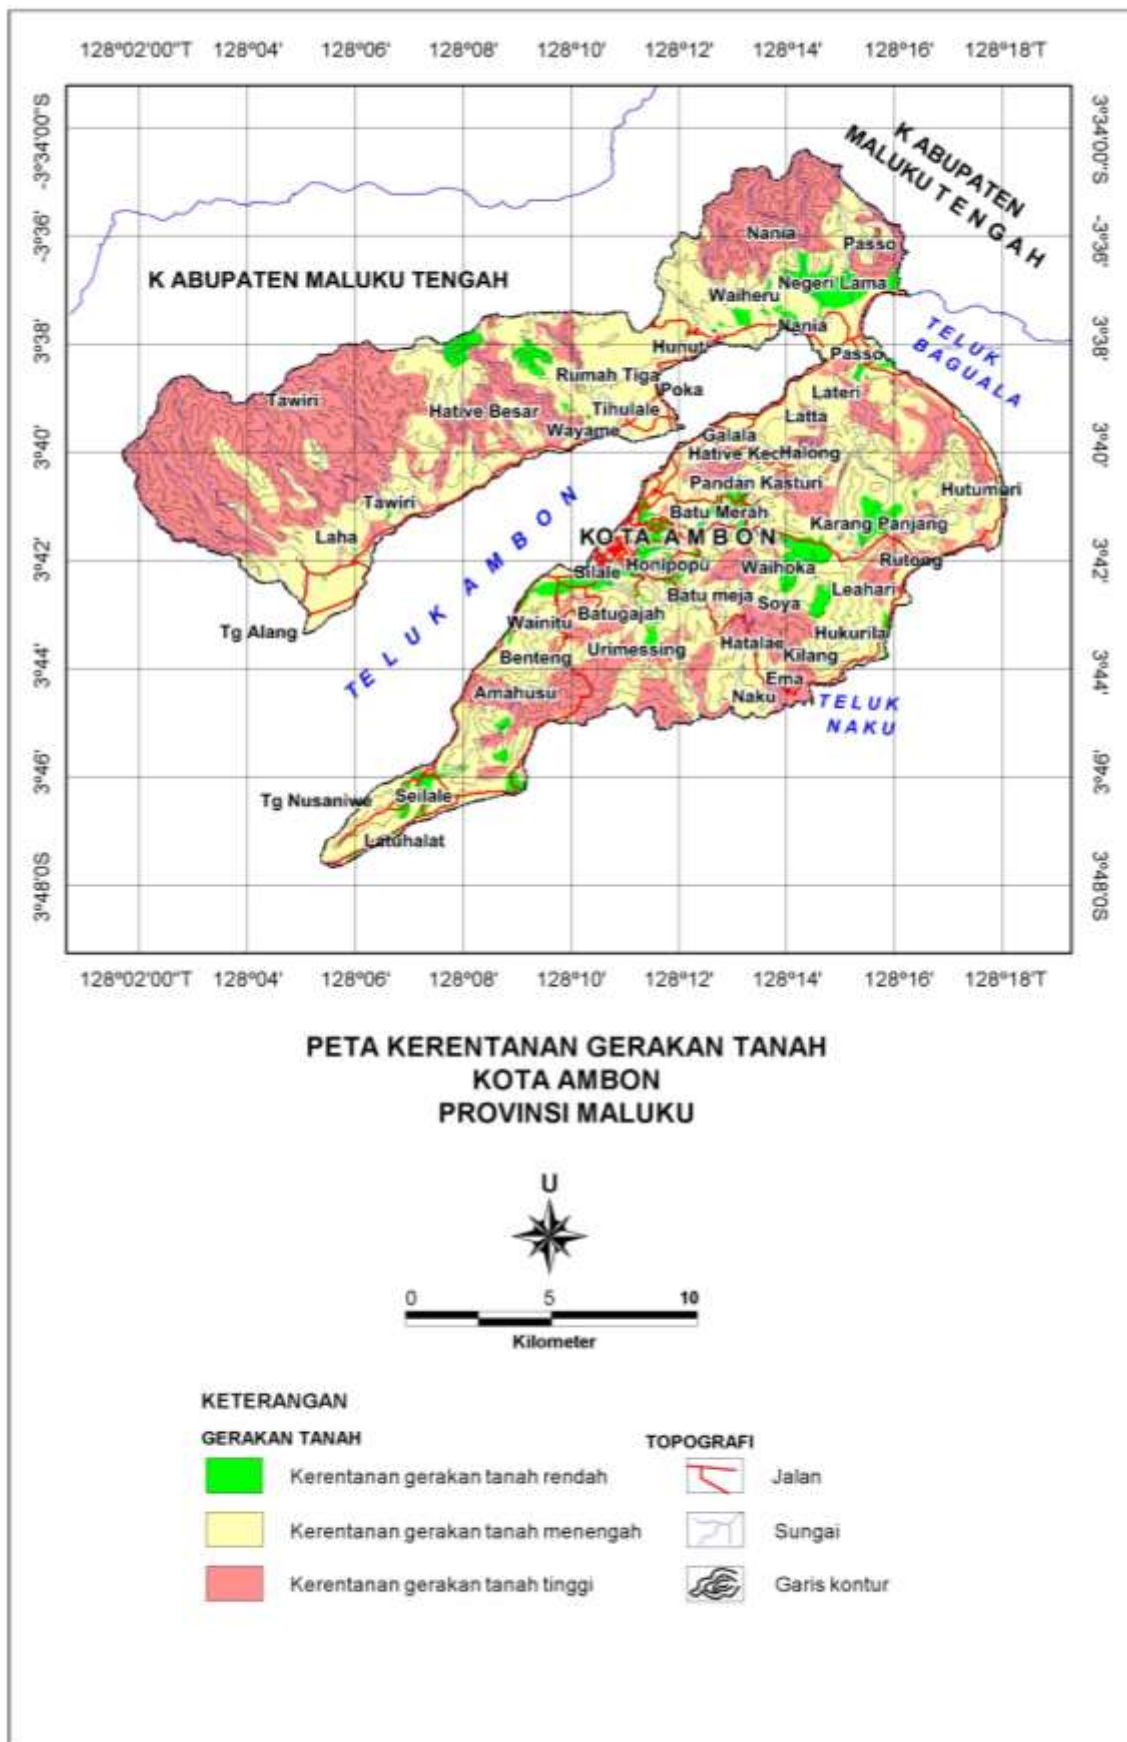 128°02'00"T 128°04' 128°06' 128°08' 128°10' 128°12' 128°14' 128°16' 128°18'T
-3°34'00"S
3°34'00"S
K ABUPATEN
MALUKU T E N G A H
-3°36'
-3°36'
Nania
Passo
K ABUPATEN MALUKU TENGAH
Negeri Lama
Waiheru
Nania
3°38'
3°38'
TELUK
BAGUALA
Hunut
Passo
Rumah Tiga
Poka
Lateri
Tawiri
Hative Besar
Tihulale
Latta
Wayame
Galala
3°40'
3°40'
Hative Kec
Halong
Pandan Kasturi
Hutumuri
Tawiri
Batu Merah
Karang Panjang
Laha
KOTA AMBON
3°42'
3°42'
Silale
Honipopu
Waihoka
Rutong
Batu meja
Soya
Leahari
TELUK AMBON
Tg Alang
Wainitu
Batugajah
Hukurila
Benteng
Urimessing
Hatalae
Kilang
3°44'
3°44'
Amahusu
Ema
Naku
TELUK
NAKU
3°46'
3°46'
Tg Nusaniwe
Seilale
Latuhalat
3°48'0S
3°48'0S
128°02'00"T 128°04' 128°06' 128°08' 128°10' 128°12' 128°14' 128°16' 128°18'T
PETA KERENTANAN GERAKAN TANAH
KOTA AMBON
PROVINSI MALUKU
U
0 5 10
Kilometer
KETERANGAN
GERAKAN TANAH
Kerentanan gerakan tanah rendah
Kerentanan gerakan tanah menengah
Kerentanan gerakan tanah tinggi
TOPOGRAFI
Jalan
Sungai
Garis kontur